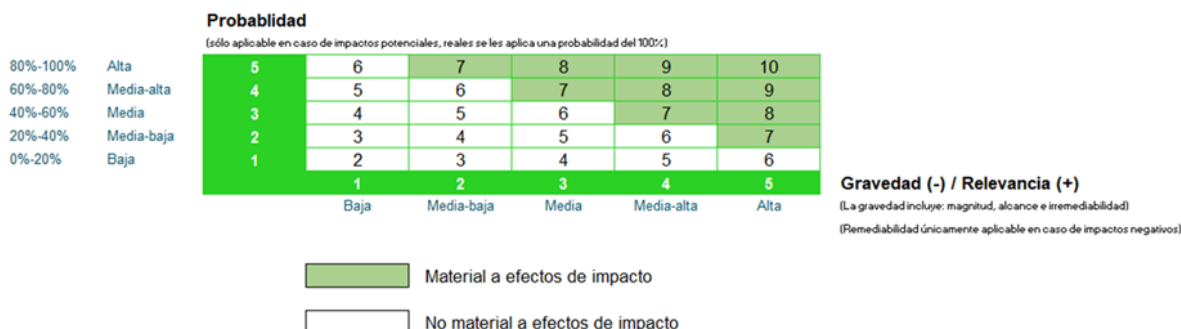 Probablidad
(sólo aplicable en caso de impactos potenciales, reales se les aplica una probabilidad del 100%)
80%-100% Alta 5 6 7 8 9 10
60%-80% Media-alta 4 5 6 7 8 9
40%-60% Media 3 4 5 6 7 8
20%-40% Media-baja 2 3 4 5 6 7
0%-20% Baja 1 2 3 4 5 6
1 2 3 4 5 Gravedad (-) / Relevancia (+)
Baja Media-baja Media Media-alta Alta (La gravedad incluye: magnitud, alcance e irremediabilidad)
(Remediabilidad únicamente aplicable en caso de impactos negativos)
Material a efectos de impacto
No material a efectos de impacto